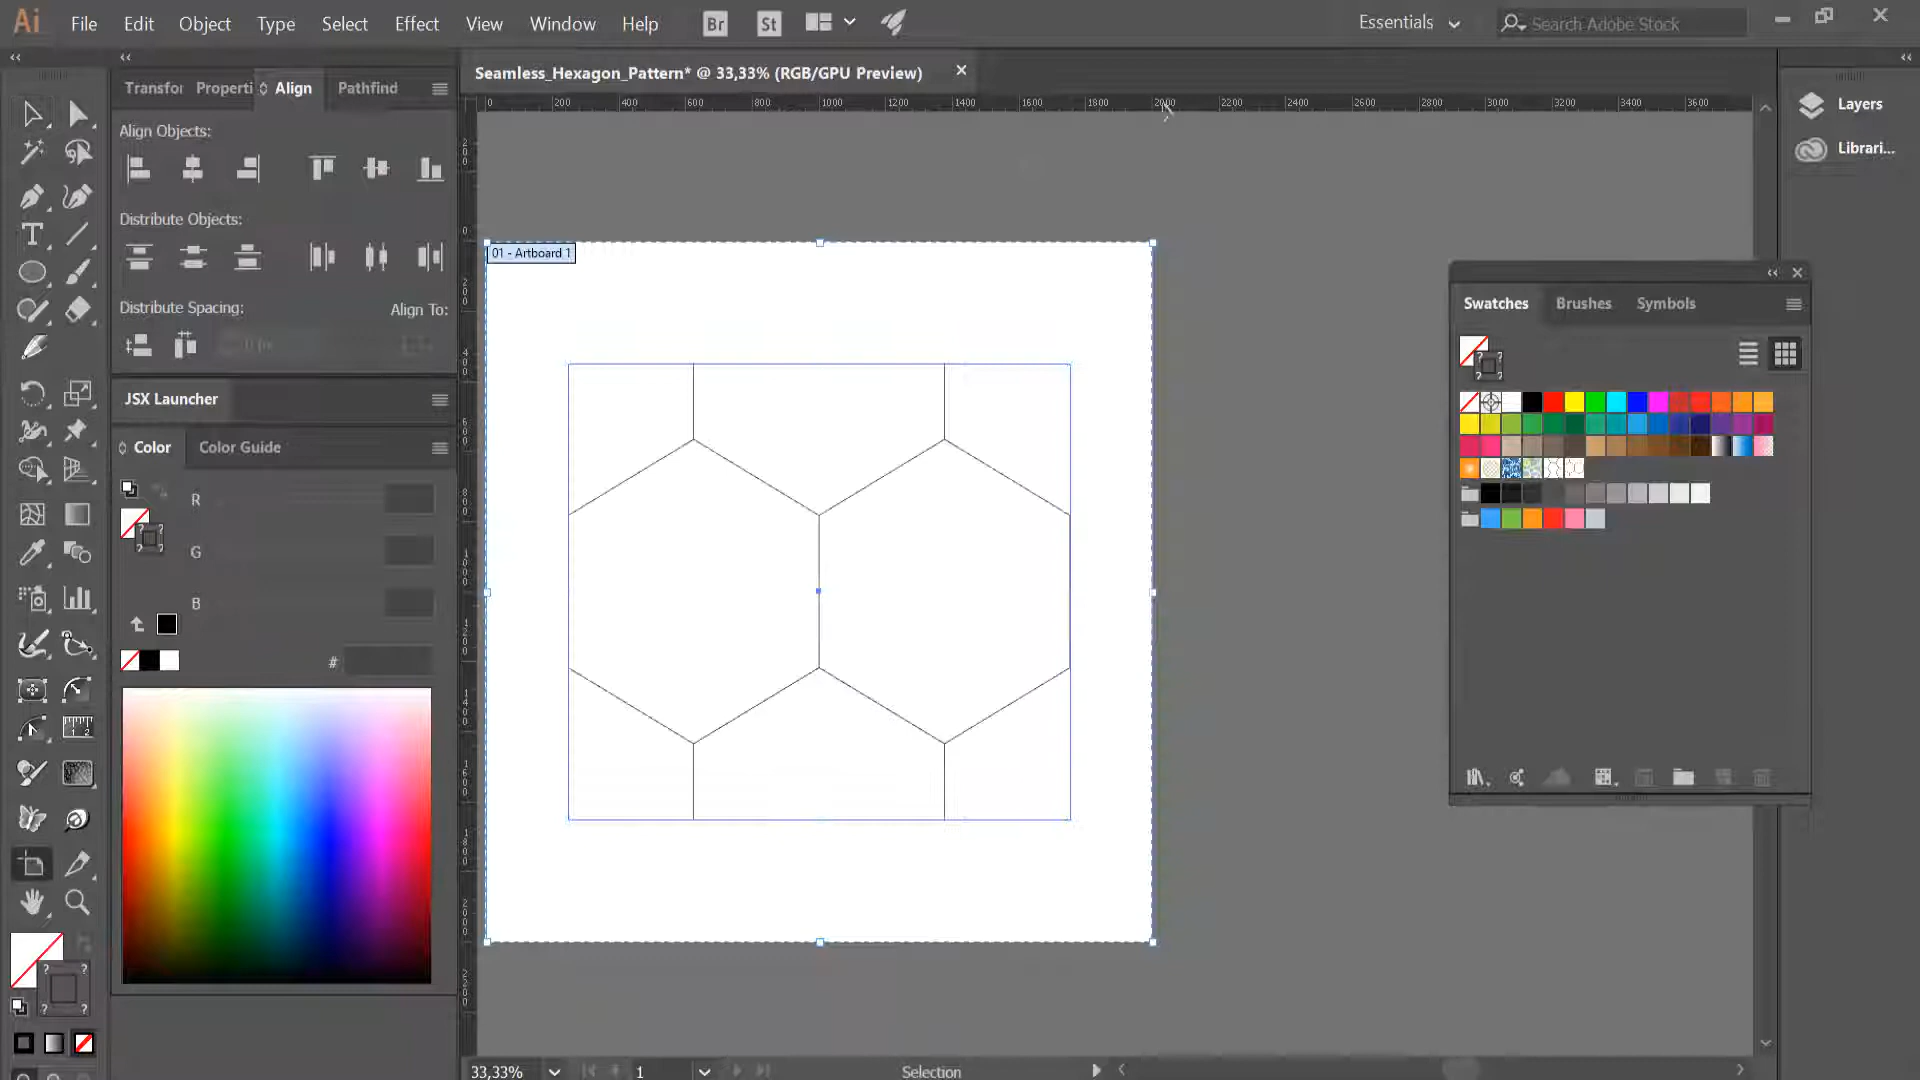 Ai File Edit Object Type Select Effect View Window Help Br St Essentials Search Adobe Stock
Seamless_Hexagon_Pattern* @ 33,33% (RGB/GPU Preview)
Transfor Properti Align Pathfind
Align Objects:
Distribute Objects:
Distribute Spacing: Align To:
JSX Launcher
Color Color Guide
R
G
B
#
0 200 400 600 800 1000 1200 1400 1600 1800 2000 2200 2400 2600 2800 3000 3200 3400 3600
01 - Artboard 1
Layers
Librari...
Swatches Brushes Symbols
33,33% 1 Selection